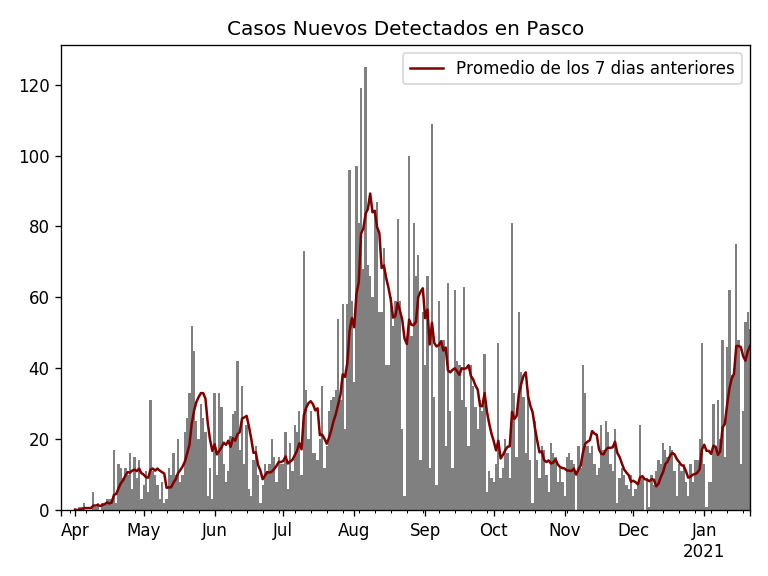 Casos Nuevos Detectados en Pasco
Promedio de los 7 dias anteriores
120
100
80
60
40
20
0
Apr May Jun Jul Aug Sep Oct Nov Dec Jan
2021